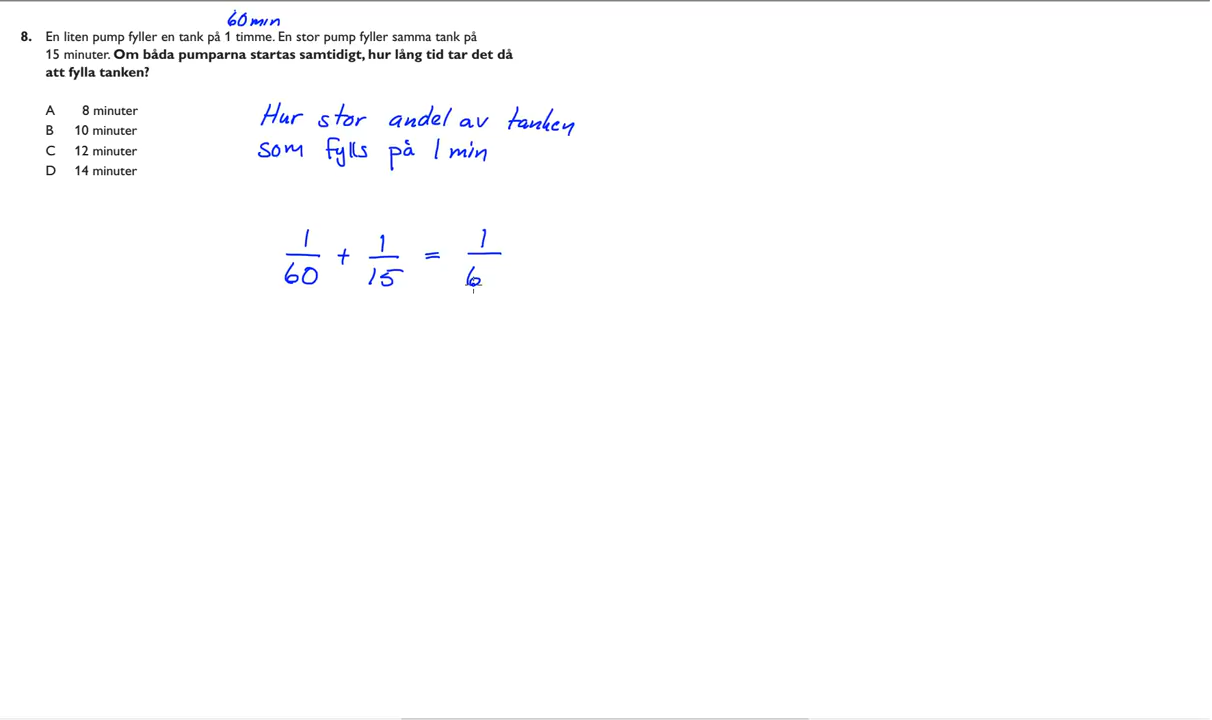 60 min
8. En liten pump fyller en tank på 1 timme. En stor pump fyller samma tank på
15 minuter. Om båda pumparna startas samtidigt, hur lång tid tar det då
att fylla tanken?
A 8 minuter
B 10 minuter
C 12 minuter
D 14 minuter
Hur stor andel av tanken
som fylls på 1 min
1/60 + 1/15 = 1/6